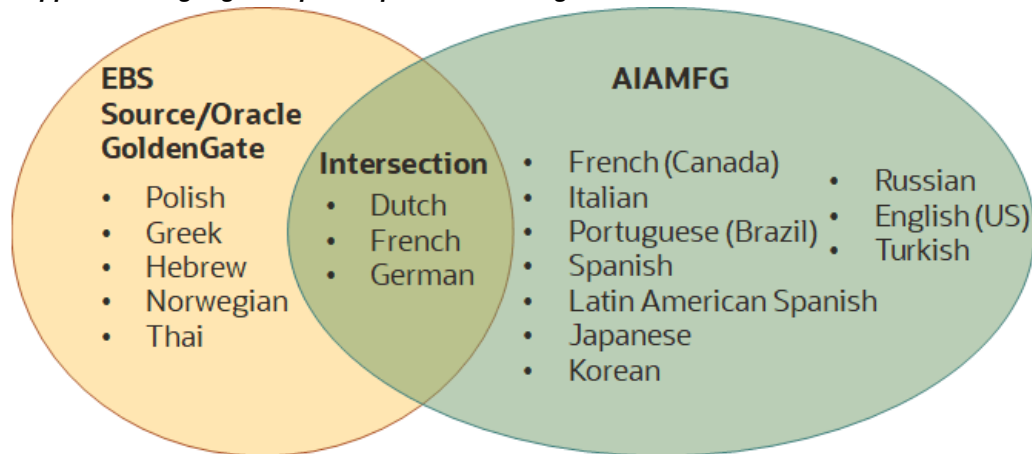 EBS
Source/Oracle
GoldenGate
• Polish
• Greek
• Hebrew
• Norwegian
• Thai
Intersection
• Dutch
• French
• German
AIAMFG
• French (Canada)
• Italian
• Portuguese (Brazil)
• Spanish
• Latin American Spanish
• Japanese
• Korean
• Russian
• English (US)
• Turkish